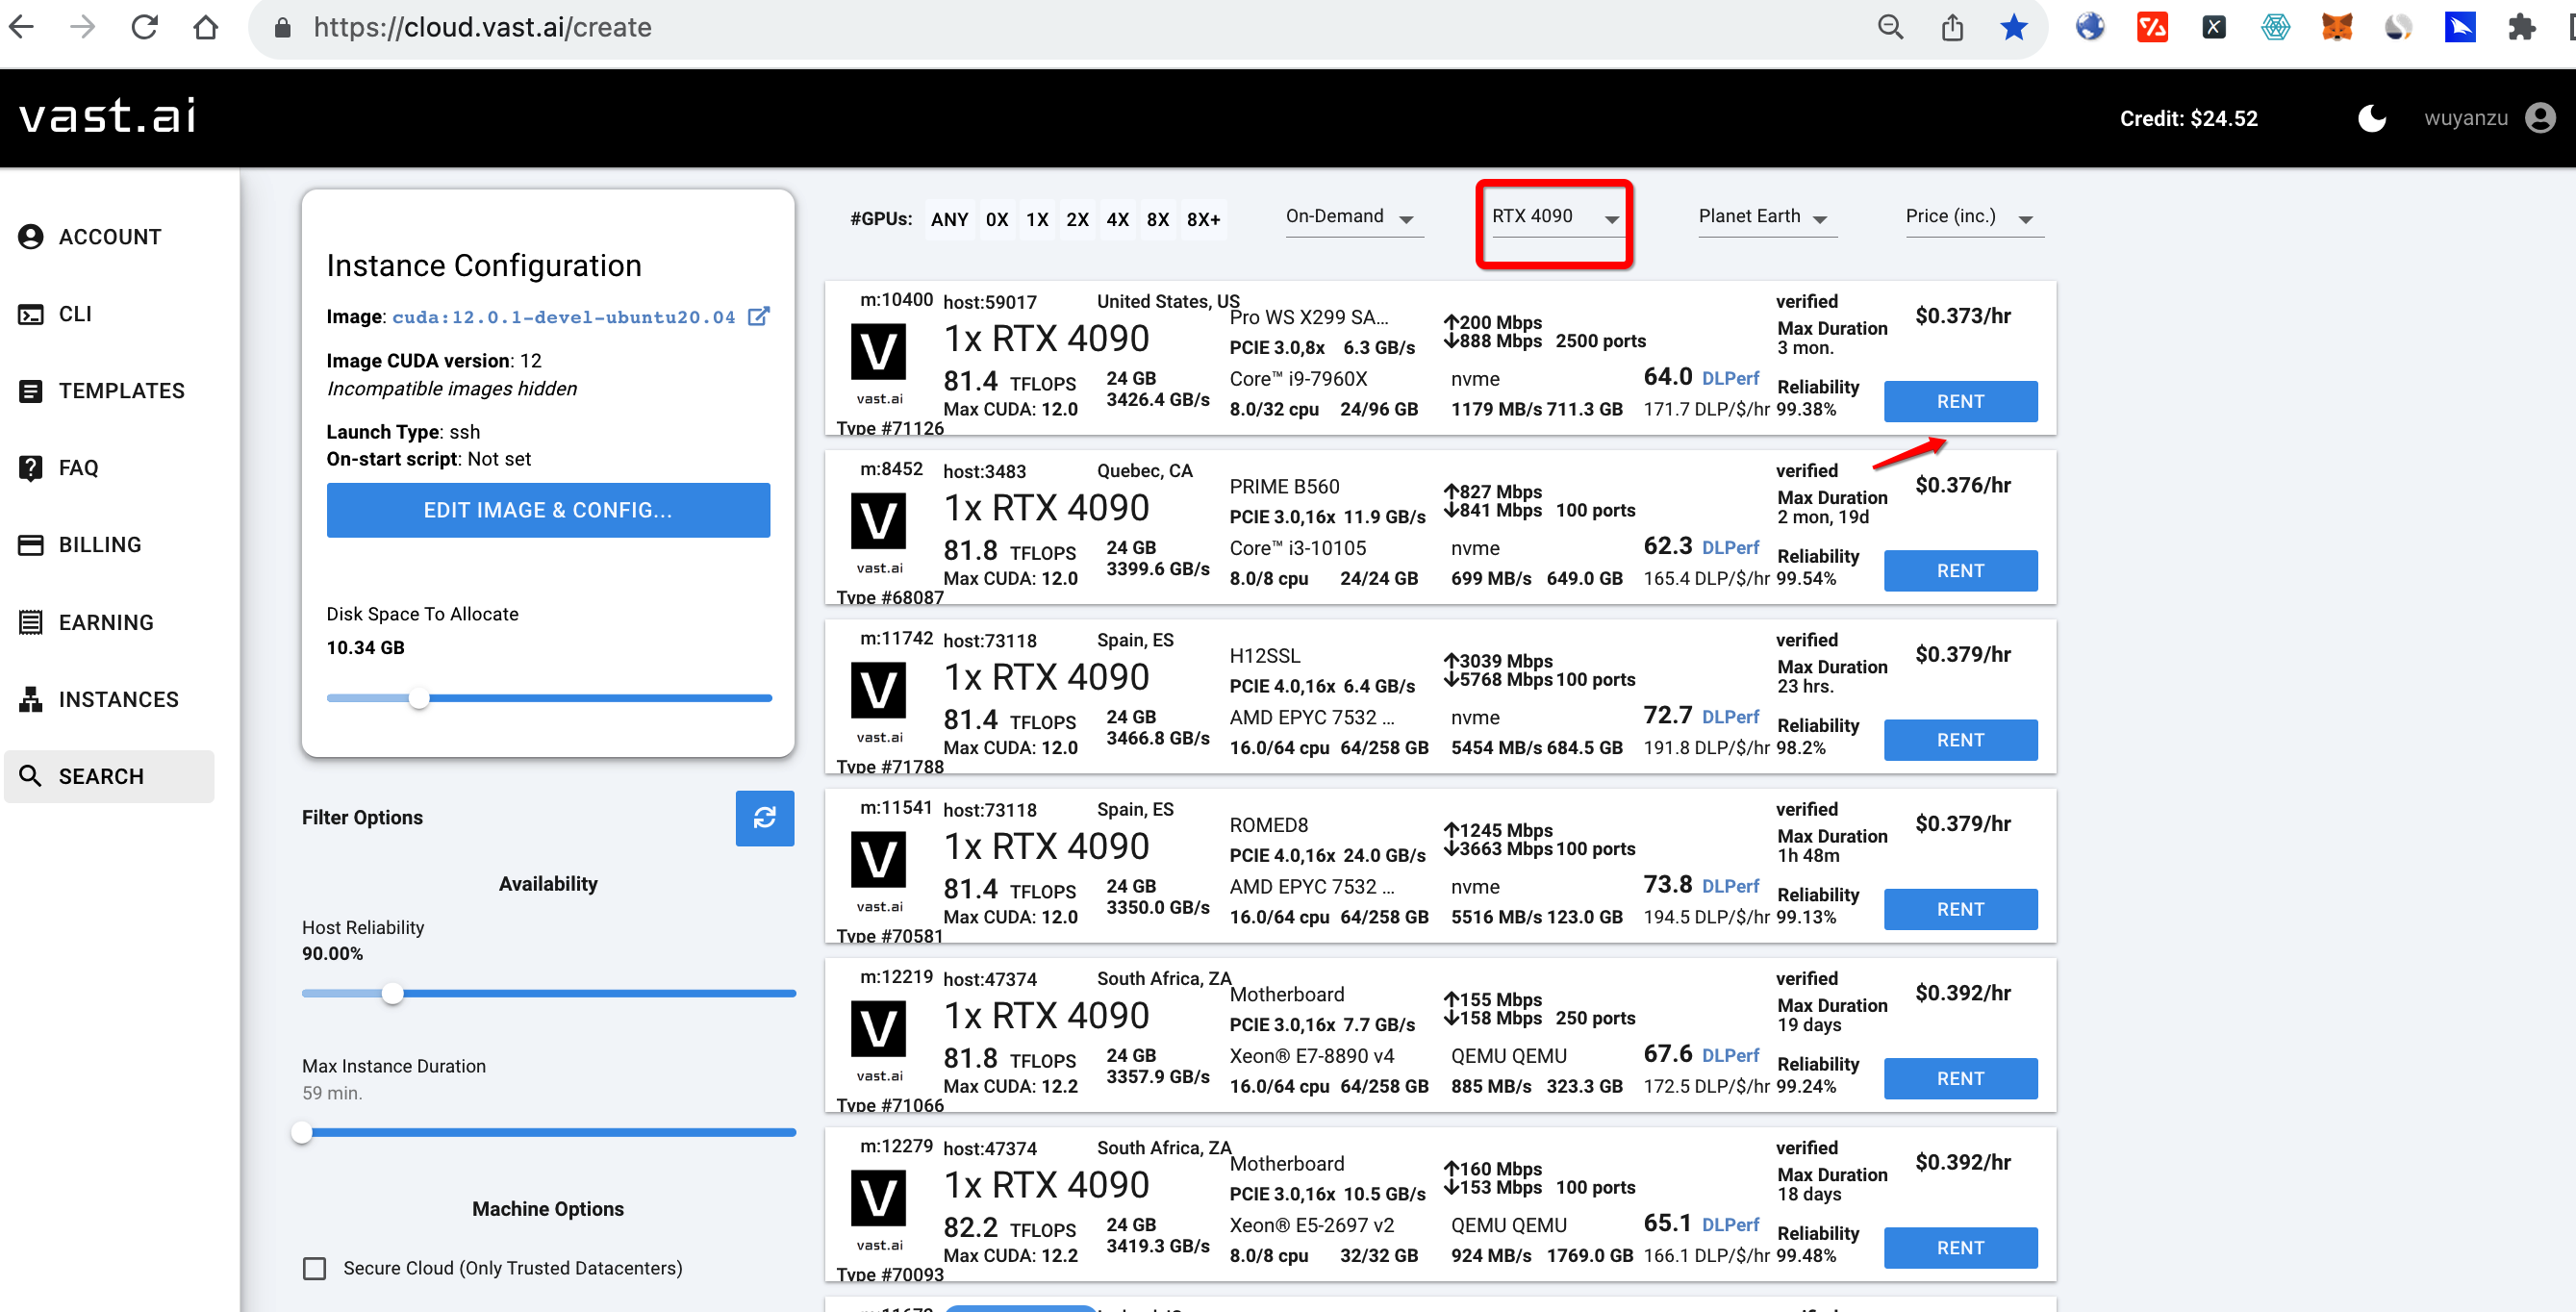 https://cloud.vast.ai/create
vast.ai
Credit: $24.52
wuyanzu
ACCOUNT
CLI
TEMPLATES
FAQ
BILLING
EARNING
INSTANCES
SEARCH
Instance Configuration
Image: cuda:12.0.1-devel-ubuntu20.04
Image CUDA version: 12
Incompatible images hidden
Launch Type: ssh
On-start script: Not set
EDIT IMAGE & CONFIG...
Disk Space To Allocate
10.34 GB
Filter Options
Availability
Host Reliability
90.00%
Max Instance Duration
59 min.
Machine Options
Secure Cloud (Only Trusted Datacenters)
#GPUs: ANY 0X 1X 2X 4X 8X 8X+
On-Demand
RTX 4090
Planet Earth
Price (inc.)
m:10400 host:59017 United States, US
vast.ai
Type #71126
1x RTX 4090
81.4 TFLOPS
Max CUDA: 12.0
24 GB
3426.4 GB/s
Pro WS X299 SA...
PCIE 3.0,8x 6.3 GB/s
Core™ i9-7960X
8.0/32 cpu 24/96 GB
↑200 Mbps
↓888 Mbps 2500 ports
nvme
1179 MB/s 711.3 GB
64.0 DLPerf
171.7 DLP/$/hr
verified
Max Duration
3 mon.
Reliability
99.38%
$0.373/hr
RENT
m:8452 host:3483 Quebec, CA
vast.ai
Type #68087
1x RTX 4090
81.8 TFLOPS
Max CUDA: 12.0
24 GB
3399.6 GB/s
PRIME B560
PCIE 3.0,16x 11.9 GB/s
Core™ i3-10105
8.0/8 cpu 24/24 GB
↑827 Mbps
↓841 Mbps 100 ports
nvme
699 MB/s 649.0 GB
62.3 DLPerf
165.4 DLP/$/hr
verified
Max Duration
2 mon, 19d
Reliability
99.54%
$0.376/hr
RENT
m:11742 host:73118 Spain, ES
vast.ai
Type #71788
1x RTX 4090
81.4 TFLOPS
Max CUDA: 12.0
24 GB
3466.8 GB/s
H12SSL
PCIE 4.0,16x 6.4 GB/s
AMD EPYC 7532 ...
16.0/64 cpu 64/258 GB
↑3039 Mbps
↓5768 Mbps 100 ports
nvme
5454 MB/s 684.5 GB
72.7 DLPerf
191.8 DLP/$/hr
verified
Max Duration
23 hrs.
Reliability
98.2%
$0.379/hr
RENT
m:11541 host:73118 Spain, ES
vast.ai
Type #70581
1x RTX 4090
81.4 TFLOPS
Max CUDA: 12.0
24 GB
3350.0 GB/s
ROMED8
PCIE 4.0,16x 24.0 GB/s
AMD EPYC 7532 ...
16.0/64 cpu 64/258 GB
↑1245 Mbps
↓3663 Mbps 100 ports
nvme
5516 MB/s 123.0 GB
73.8 DLPerf
194.5 DLP/$/hr
verified
Max Duration
1h 48m
Reliability
99.13%
$0.379/hr
RENT
m:12219 host:47374 South Africa, ZA
vast.ai
Type #71066
1x RTX 4090
81.8 TFLOPS
Max CUDA: 12.2
24 GB
3357.9 GB/s
Motherboard
PCIE 3.0,16x 7.7 GB/s
Xeon® E7-8890 v4
16.0/64 cpu 64/258 GB
↑155 Mbps
↓158 Mbps 250 ports
QEMU QEMU
885 MB/s 323.3 GB
67.6 DLPerf
172.5 DLP/$/hr
verified
Max Duration
19 days
Reliability
99.24%
$0.392/hr
RENT
m:12279 host:47374 South Africa, ZA
vast.ai
Type #70093
1x RTX 4090
82.2 TFLOPS
Max CUDA: 12.2
24 GB
3419.3 GB/s
Motherboard
PCIE 3.0,16x 10.5 GB/s
Xeon® E5-2697 v2
8.0/8 cpu 32/32 GB
↑160 Mbps
↓153 Mbps 100 ports
QEMU QEMU
924 MB/s 1769.0 GB
65.1 DLPerf
166.1 DLP/$/hr
verified
Max Duration
18 days
Reliability
99.48%
$0.392/hr
RENT